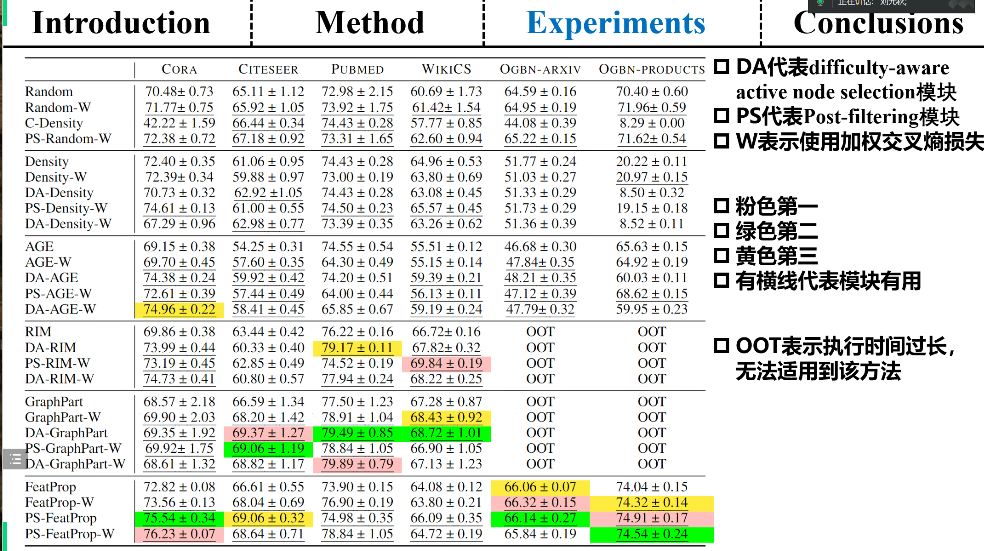 正在讲话:
Introduction Method Experiments Conclusions
CORA CITESEER PUBMED WIKICS OGBN-ARXIV OGBN-PRODUCTS
Random 70.48± 0.73 65.11 ± 1.12 72.98 ± 2.15 60.69 ± 1.73 64.59 ± 0.16 70.40 ± 0.60
Random-W 71.77± 0.75 65.92 ± 1.05 73.92 ± 1.75 61.42± 1.54 64.95 ± 0.19 71.96± 0.59
C-Density 42.22 ± 1.59 66.44 ± 0.34 74.43 ± 0.28 57.77 ± 0.85 44.08 ± 0.39 8.29 ± 0.00
PS-Random-W 72.38 ± 0.72 67.18 ± 0.92 73.31 ± 1.65 62.60 ± 0.94 65.22 ± 0.15 71.62± 0.54
Density 72.40 ± 0.35 61.06 ± 0.95 74.43 ± 0.28 64.96 ± 0.53 51.77 ± 0.24 20.22 ± 0.11
Density-W 72.39± 0.34 59.88 ± 0.97 73.00 ± 0.19 63.80 ± 0.69 51.03 ± 0.27 20.97 ± 0.15
DA-Density 70.73 ± 0.32 62.92 ±1.05 74.43 ± 0.28 63.08 ± 0.45 51.33 ± 0.29 8.50 ± 0.32
PS-Density-W 74.61 ± 0.13 61.00 ± 0.55 74.50 ± 0.23 65.57 ± 0.45 51.73 ± 0.29 19.15 ± 0.18
DA-Density-W 67.29 ± 0.96 62.98 ± 0.77 73.39 ± 0.35 63.26 ± 0.62 51.36 ± 0.39 8.52 ± 0.11
AGE 69.15 ± 0.38 54.25 ± 0.31 74.55 ± 0.54 55.51 ± 0.12 46.68 ± 0.30 65.63 ± 0.15
AGE-W 69.70 ± 0.45 57.60 ± 0.35 64.30 ± 0.49 55.15 ± 0.14 47.84± 0.35 64.92 ± 0.19
DA-AGE 74.38 ± 0.24 59.92 ± 0.42 74.20 ± 0.51 59.39 ± 0.21 48.21 ± 0.35 60.03 ± 0.11
PS-AGE-W 72.61 ± 0.39 57.44 ± 0.49 64.00 ± 0.44 56.13 ± 0.11 47.12 ± 0.39 68.62 ± 0.15
DA-AGE-W 74.96 ± 0.22 58.41 ± 0.45 65.85 ± 0.67 59.19 ± 0.24 47.79± 0.32 59.95 ± 0.23
RIM 69.86 ± 0.38 63.44 ± 0.42 76.22 ± 0.16 66.72± 0.16 OOT OOT
DA-RIM 73.99 ± 0.44 60.33 ± 0.40 79.17 ± 0.11 67.82± 0.32 OOT OOT
PS-RIM-W 73.19 ± 0.45 62.85 ± 0.49 74.52 ± 0.19 69.84 ± 0.19 OOT OOT
DA-RIM-W 74.73 ± 0.41 60.80 ± 0.57 77.94 ± 0.24 68.22 ± 0.25 OOT OOT
GraphPart 68.57 ± 2.18 66.59 ± 1.34 77.50 ± 1.23 67.28 ± 0.87 OOT OOT
GraphPart-W 69.90 ± 2.03 68.20 ± 1.42 78.91 ± 1.04 68.43 ± 0.92 OOT OOT
DA-GraphPart 69.35 ± 1.92 69.37 ± 1.27 79.49 ± 0.85 68.72 ± 1.01 OOT OOT
PS-GraphPart-W 69.92± 1.75 69.06 ± 1.19 78.84 ± 1.05 66.90 ± 1.05 OOT OOT
DA-GraphPart-W 68.61 ± 1.32 68.82 ± 1.17 79.89 ± 0.79 67.13 ± 1.23 OOT OOT
FeatProp 72.82 ± 0.08 66.61 ± 0.55 73.90 ± 0.15 64.08 ± 0.12 66.06 ± 0.07 74.04 ± 0.15
FeatProp-W 73.56 ± 0.13 68.04 ± 0.69 76.90 ± 0.19 63.80 ± 0.21 66.32 ± 0.15 74.32 ± 0.14
PS-FeatProp 75.54 ± 0.34 69.06 ± 0.32 74.98 ± 0.35 66.09 ± 0.35 66.14 ± 0.27 74.91 ± 0.17
PS-FeatProp-W 76.23 ± 0.07 68.64 ± 0.71 78.84 ± 1.05 64.72 ± 0.19 65.84 ± 0.19 74.54 ± 0.24
DA代表difficulty-aware
active node selection模块
PS代表Post-filtering模块
W表示使用加权交叉熵损失
粉色第一
绿色第二
黄色第三
有横线代表模块有用
OOT表示执行时间过长，
无法适用到该方法